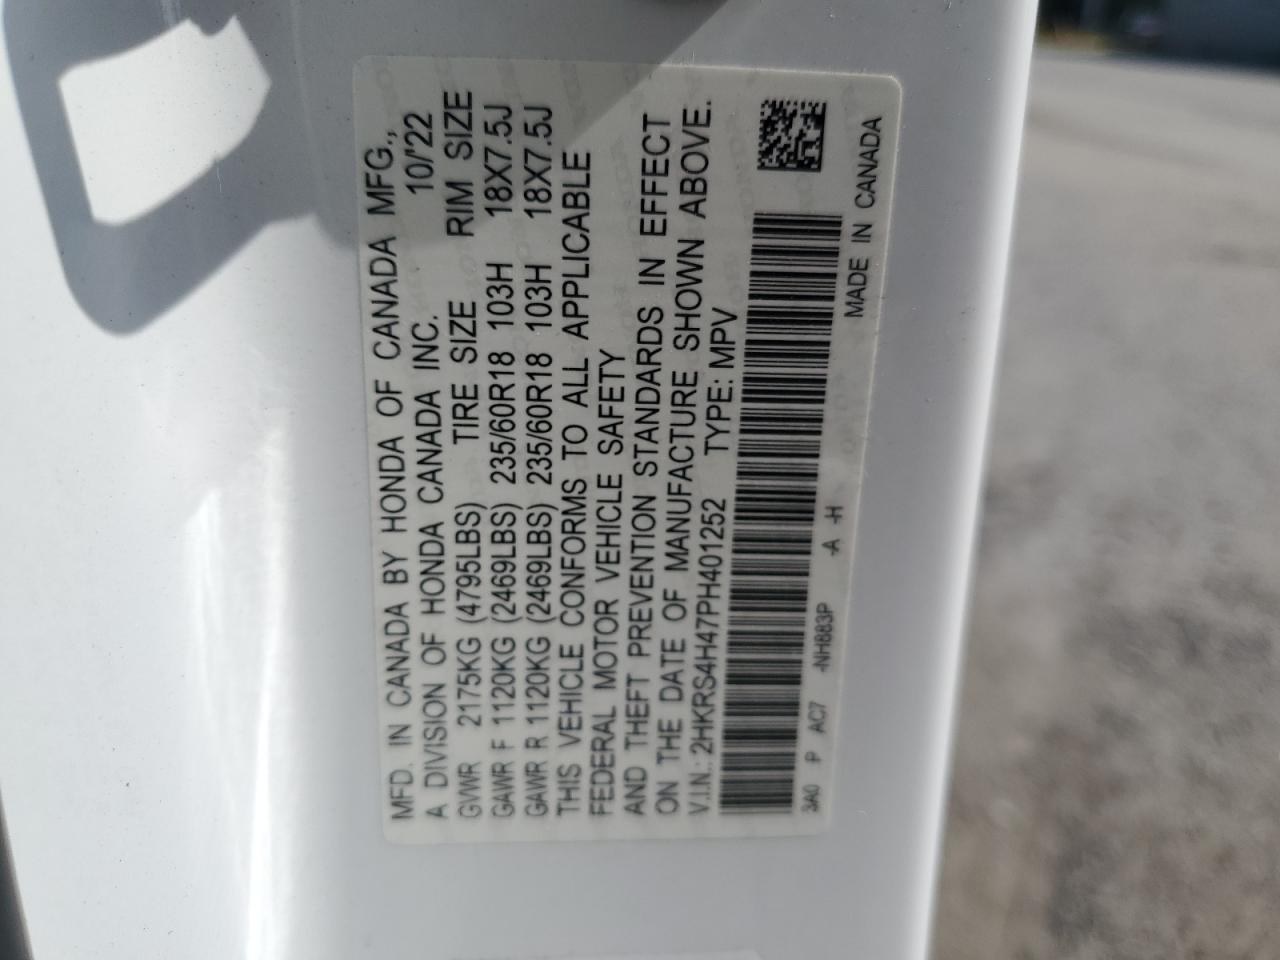 MFD. IN CANADA BY HONDA OF CANADA MFG.,
A DIVISION OF HONDA CANADA INC. 10/'22
GVWR 2175KG (4795LBS) TIRE SIZE RIM SIZE
GAWR F 1120KG (2469LBS) 235/60R18 103H 18X7.5J
GAWR R 1120KG (2469LBS) 235/60R18 103H 18X7.5J
THIS VEHICLE CONFORMS TO ALL APPLICABLE
FEDERAL MOTOR VEHICLE SAFETY
AND THEFT PREVENTION STANDARDS IN EFFECT
ON THE DATE OF MANUFACTURE SHOWN ABOVE.
V.I.N.: 2HKRS4H47PH401252 TYPE: MPV
3A0 P AC7 -NH883P -A -H
MADE IN CANADA